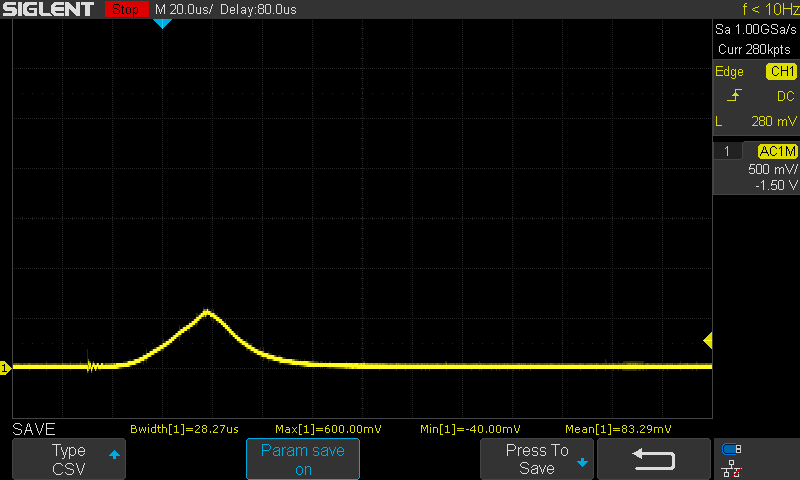 SIGLENT Stop M 20.0us/ Delay:80.0us f < 10Hz
Sa 1.00GSa/s
Curr 280kpts
Edge CH1
DC
L 280 mV
1 AC1M
500 mV/
-1.50 V
1
SAVE Bwidth[1]=28.27us Max[1]=600.00mV Min[1]=-40.00mV Mean[1]=83.29mV
Type
CSV
Param save
on
Press To
Save